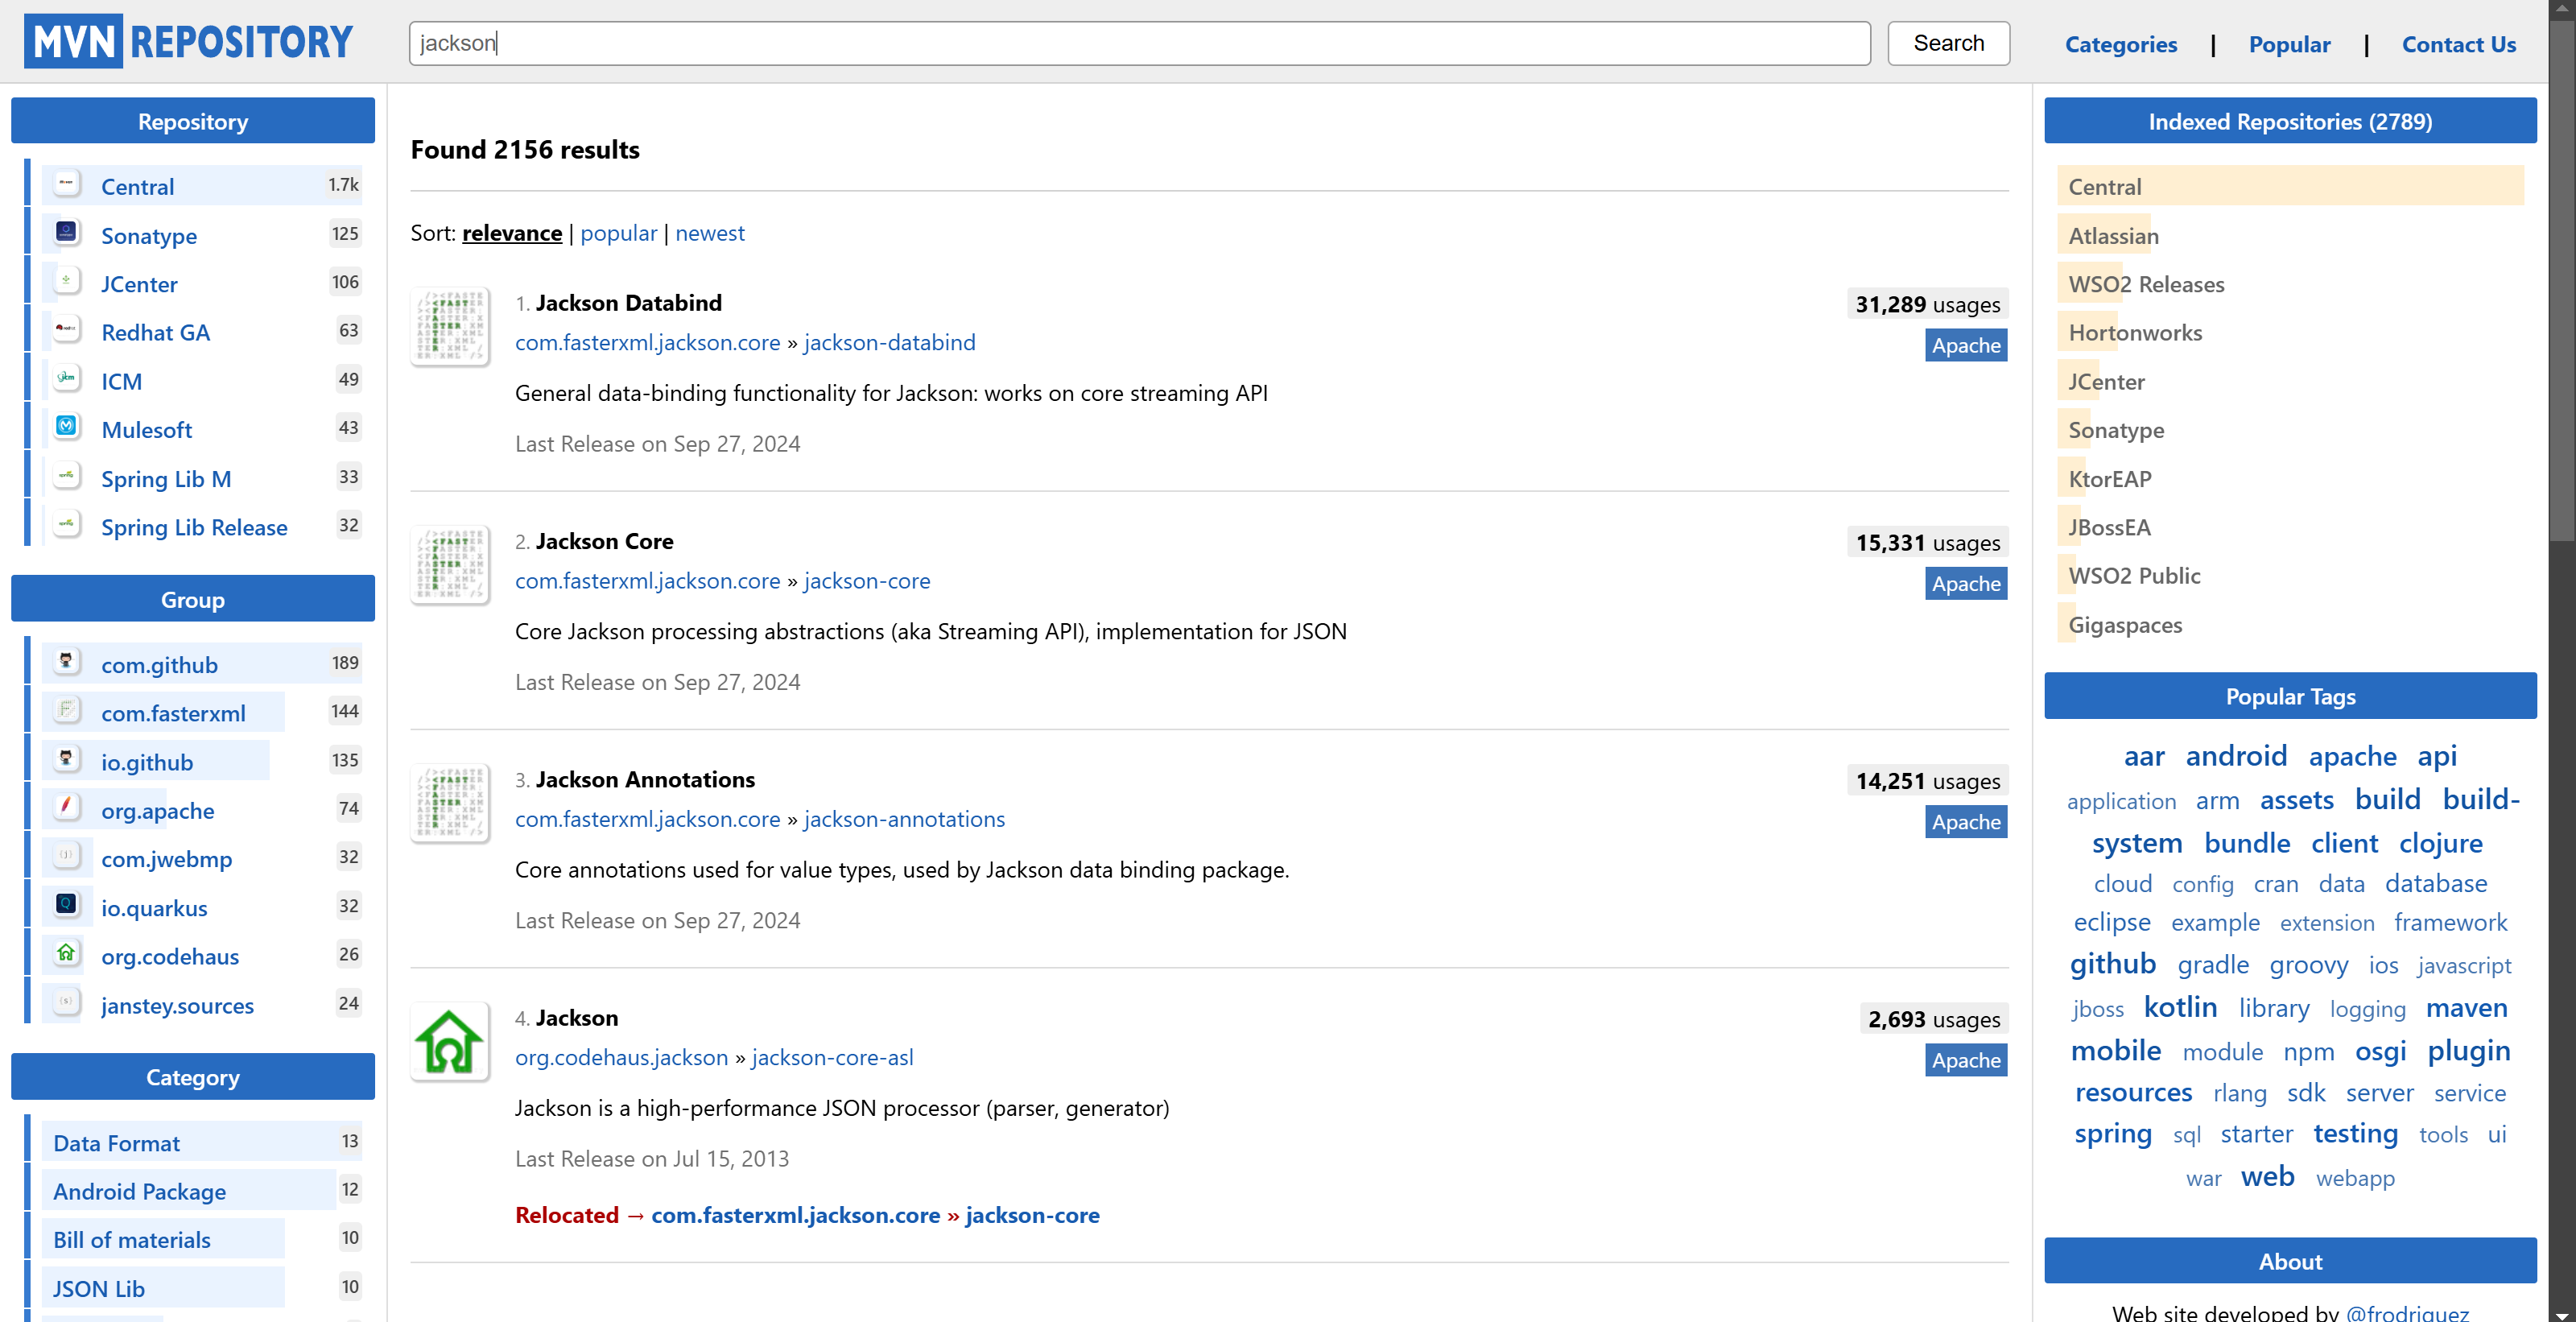 MVN REPOSITORY
jackson
Search
Categories | Popular | Contact Us
Repository
Central 1.7k
Sonatype 125
JCenter 106
Redhat GA 63
ICM 49
Mulesoft 43
Spring Lib M 33
Spring Lib Release 32
Group
com.github 189
com.fasterxml 144
io.github 135
org.apache 74
com.jwebmp 32
io.quarkus 32
org.codehaus 26
janstey.sources 24
Category
Data Format 13
Android Package 12
Bill of materials 10
JSON Lib 10
Found 2156 results
Sort: relevance | popular | newest
1. Jackson Databind
31,289 usages
com.fasterxml.jackson.core » jackson-databind
Apache
General data-binding functionality for Jackson: works on core streaming API
Last Release on Sep 27, 2024
2. Jackson Core
15,331 usages
com.fasterxml.jackson.core » jackson-core
Apache
Core Jackson processing abstractions (aka Streaming API), implementation for JSON
Last Release on Sep 27, 2024
3. Jackson Annotations
14,251 usages
com.fasterxml.jackson.core » jackson-annotations
Apache
Core annotations used for value types, used by Jackson data binding package.
Last Release on Sep 27, 2024
4. Jackson
2,693 usages
org.codehaus.jackson » jackson-core-asl
Apache
Jackson is a high-performance JSON processor (parser, generator)
Last Release on Jul 15, 2013
Relocated → com.fasterxml.jackson.core » jackson-core
Indexed Repositories (2789)
Central
Atlassian
WSO2 Releases
Hortonworks
JCenter
Sonatype
KtorEAP
JBossEA
WSO2 Public
Gigaspaces
Popular Tags
aar android apache api
application arm assets build build-
system bundle client clojure
cloud config cran data database
eclipse example extension framework
github gradle groovy ios javascript
jboss kotlin library logging maven
mobile module npm osgi plugin
resources rlang sdk server service
spring sql starter testing tools ui
war web webapp
About
Web site developed by @frodriguez